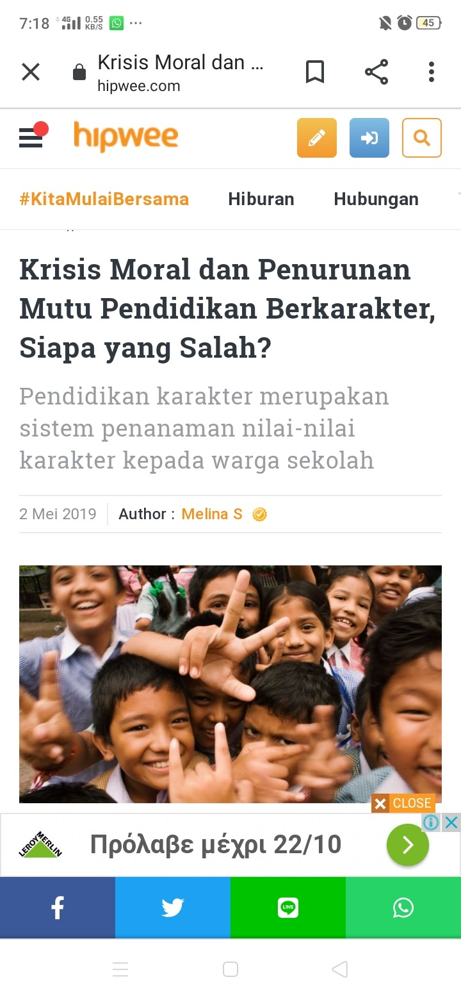 7:18 4G 0.55 KB/S ... 45
Krisis Moral dan ...
hipwee.com
hipwee
#KitaMulaiBersama Hiburan Hubungan
Krisis Moral dan Penurunan
Mutu Pendidikan Berkarakter,
Siapa yang Salah?
Pendidikan karakter merupakan
sistem penanaman nilai-nilai
karakter kepada warga sekolah
2 Mei 2019 Author : Melina S
CLOSE
LEROY MERLIN Πρόλαβε μέχρι 22/10
LINE